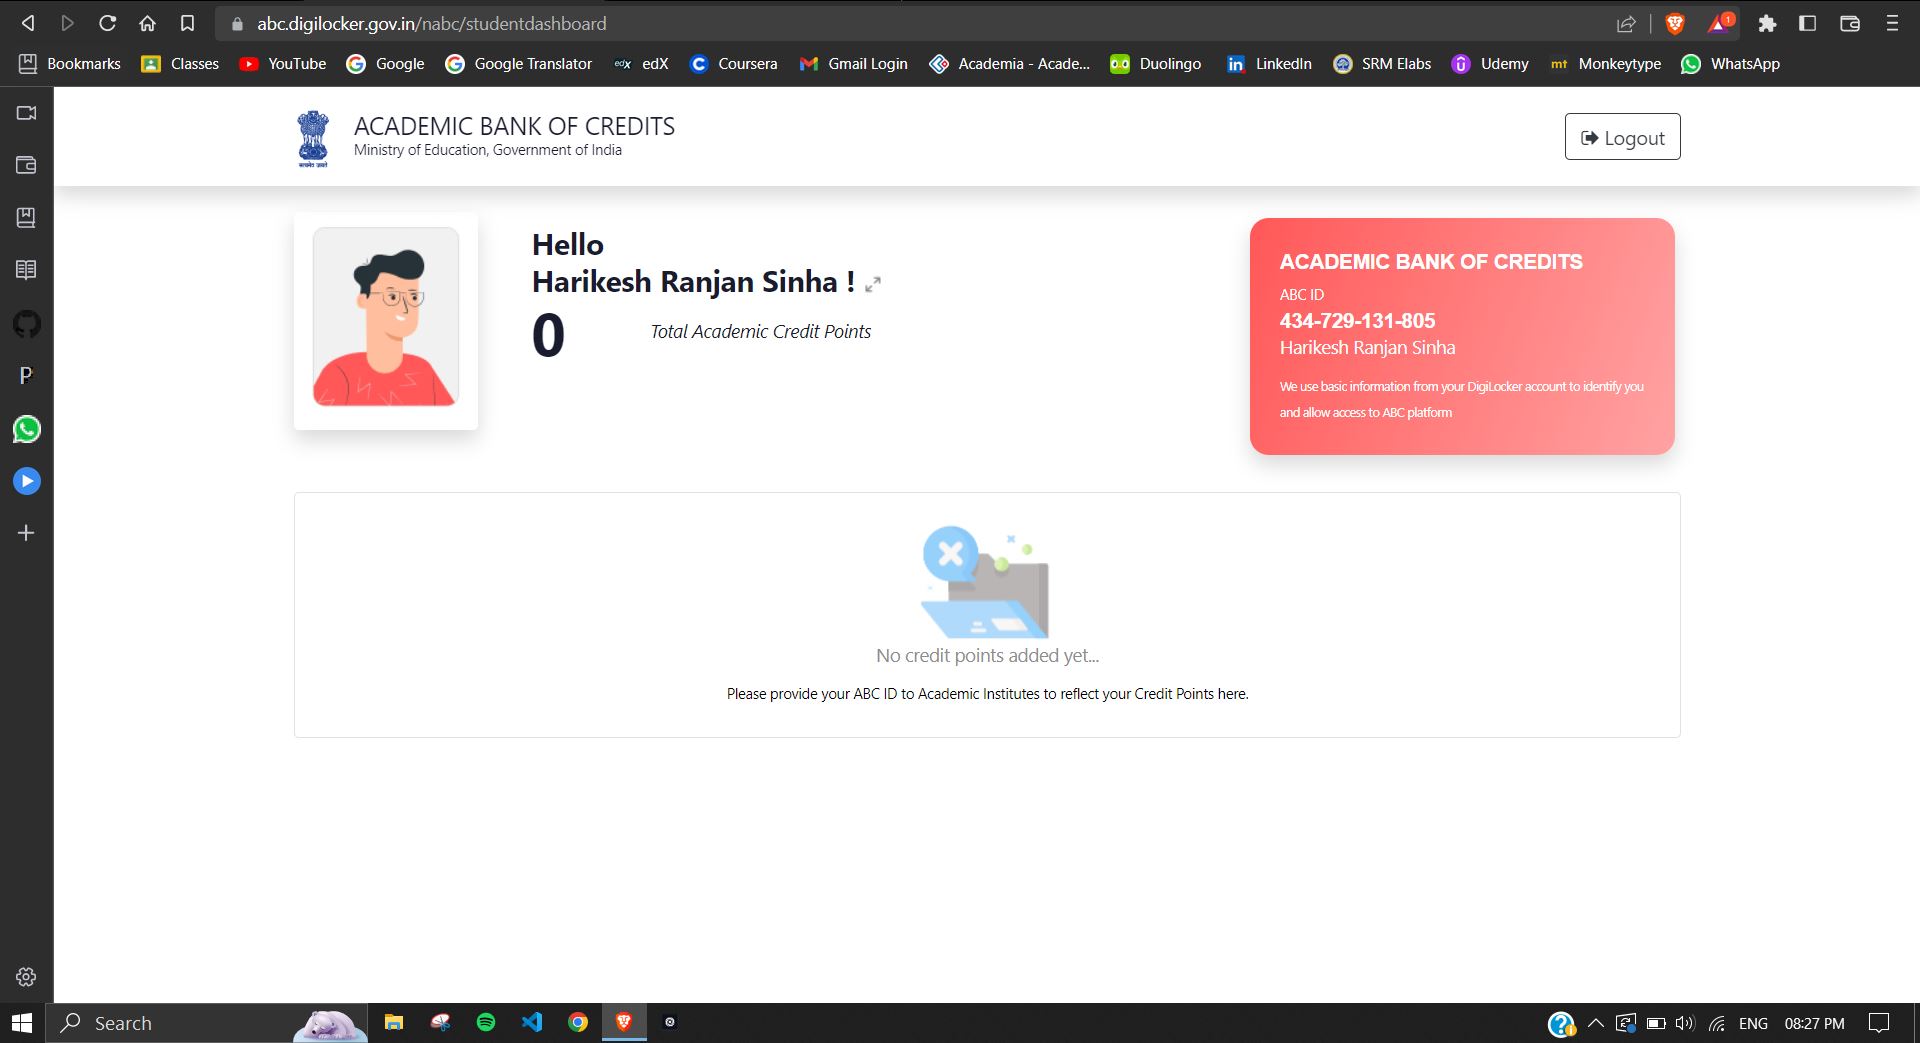 abc.digilocker.gov.in/nabc/studentdashboard
1
Bookmarks Classes YouTube Google Google Translator edX edX Coursera Gmail Login Academia - Acade... Duolingo in LinkedIn SRM Elabs Udemy mt Monkeytype WhatsApp
ACADEMIC BANK OF CREDITS
Ministry of Education, Government of India
Logout
Hello
Harikesh Ranjan Sinha !
0 Total Academic Credit Points
ACADEMIC BANK OF CREDITS
ABC ID
434-729-131-805
Harikesh Ranjan Sinha
We use basic information from your DigiLocker account to identify you
and allow access to ABC platform
P
No credit points added yet...
Please provide your ABC ID to Academic Institutes to reflect your Credit Points here.
Search
ENG 08:27 PM